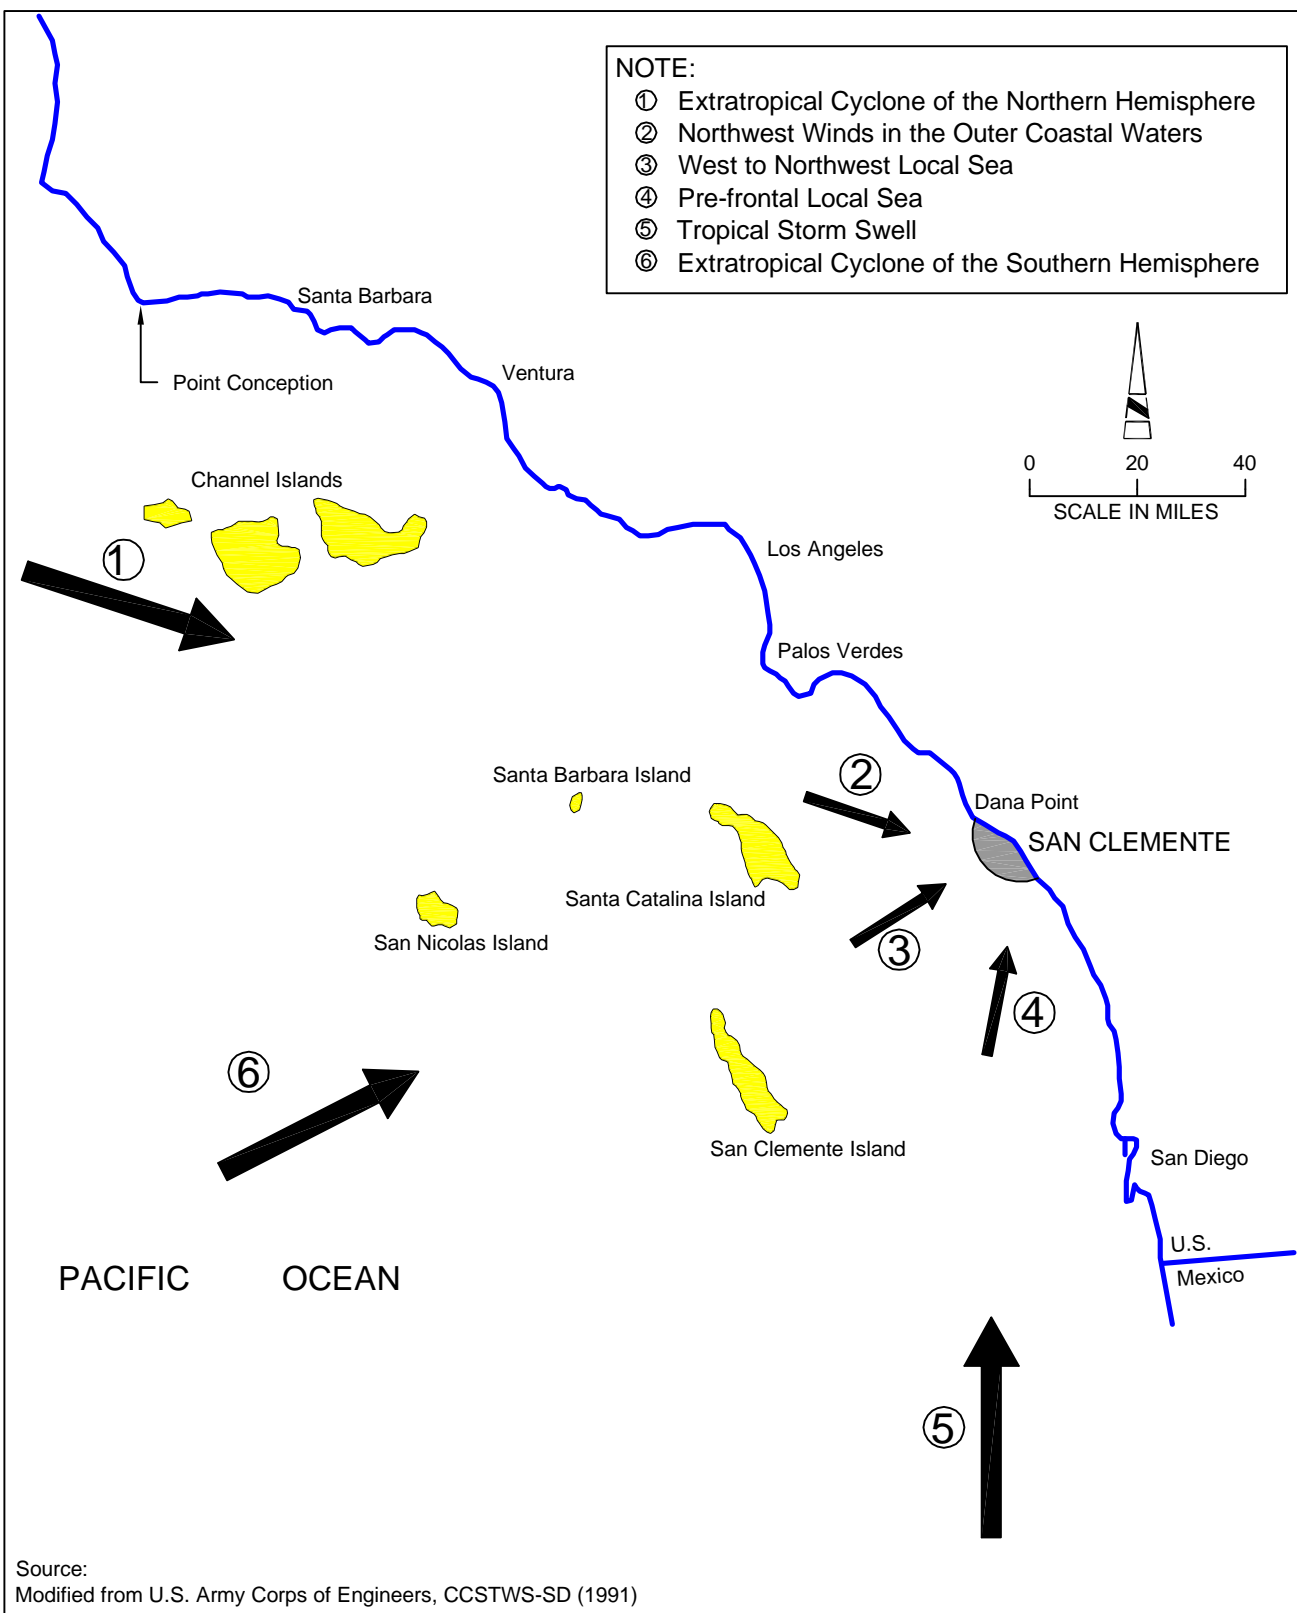 NOTE:
① Extratropical Cyclone of the Northern Hemisphere
② Northwest Winds in the Outer Coastal Waters
③ West to Northwest Local Sea
④ Pre-frontal Local Sea
⑤ Tropical Storm Swell
⑥ Extratropical Cyclone of the Southern Hemisphere
Santa Barbara
Point Conception
Ventura
0 20 40
SCALE IN MILES
Channel Islands
①
Los Angeles
Palos Verdes
②
Santa Barbara Island
Dana Point
SAN CLEMENTE
Santa Catalina Island
San Nicolas Island
③
④
⑥
San Clemente Island
San Diego
U.S.
Mexico
PACIFIC OCEAN
⑤
Source:
Modified from U.S. Army Corps of Engineers, CCSTWS-SD (1991)